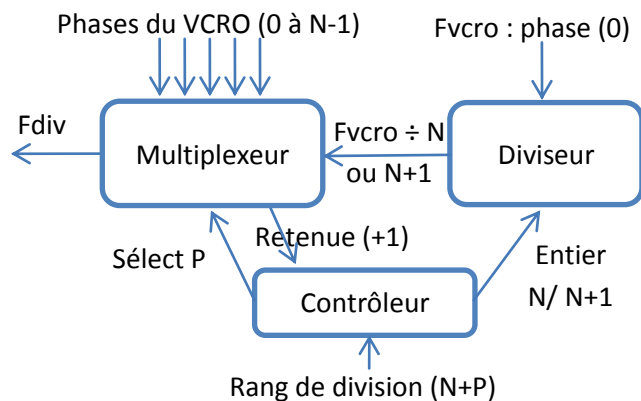 Phases du VCRO (0 à N-1)
Fvcro : phase (0)
Fdiv
Multiplexeur
Fvcro ÷ N
ou N+1
Diviseur
Sélect P
Retenue (+1)
Entier
N/ N+1
Contrôleur
Rang de division (N+P)